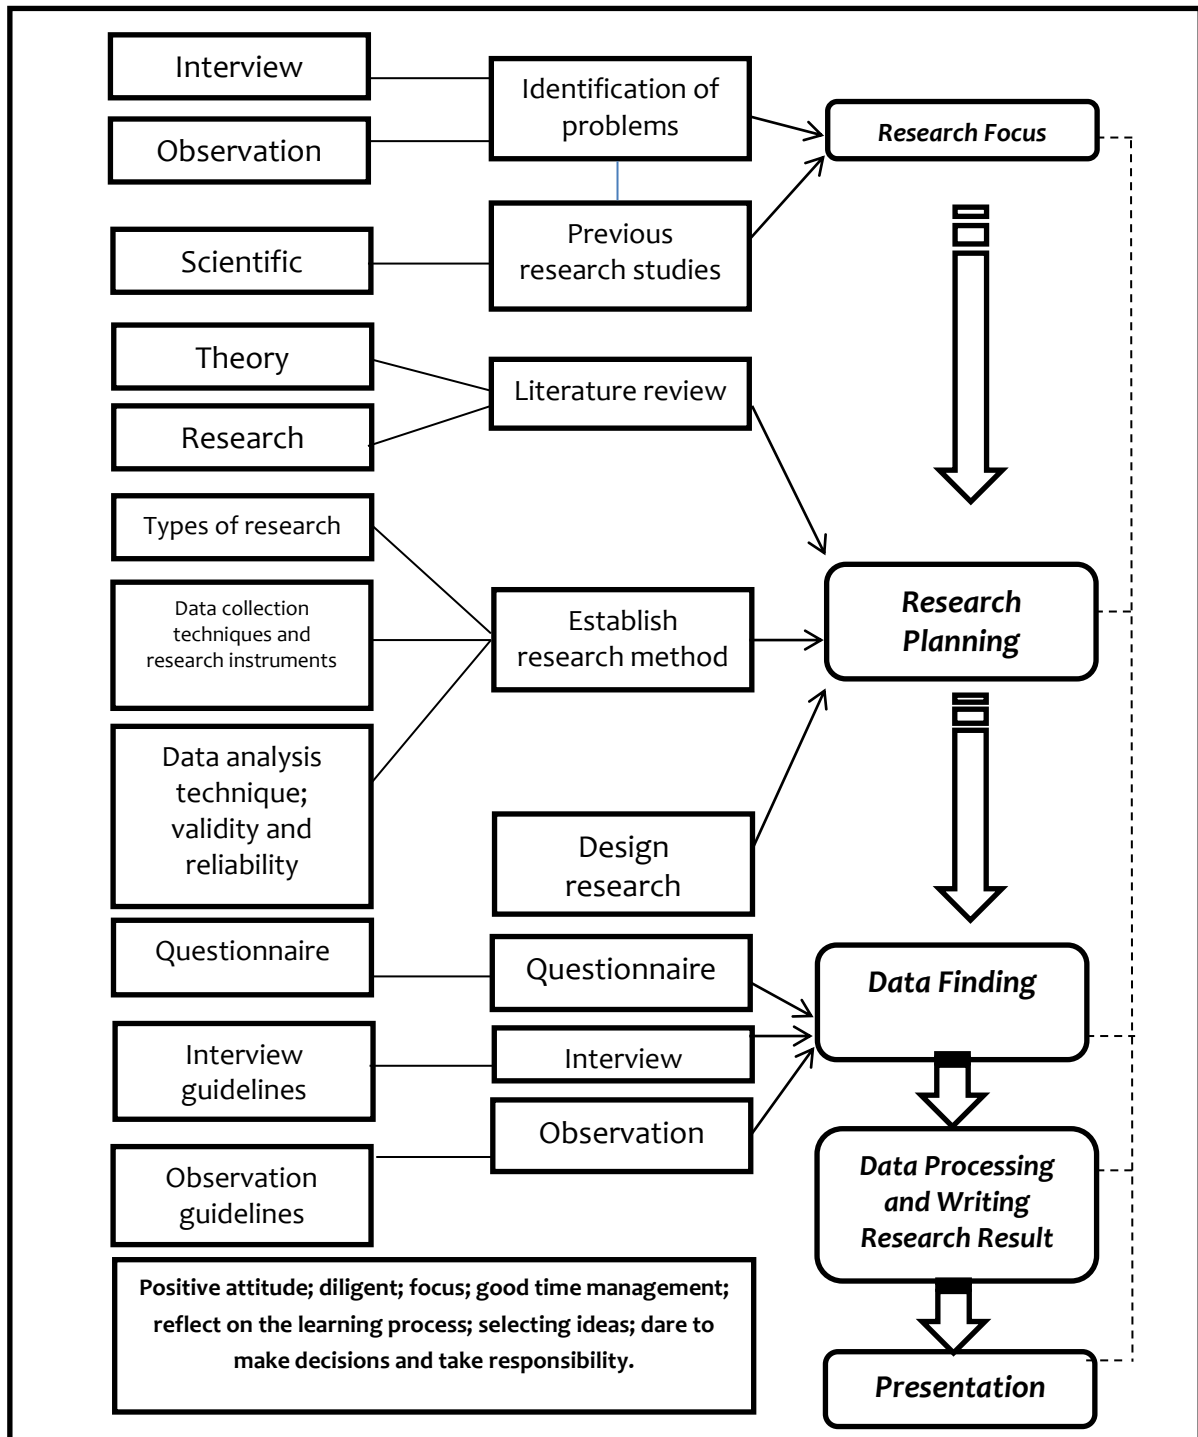 Interview
Observation
Scientific
Theory
Research
Types of research
Data collection
techniques and
research instruments
Data analysis
technique;
validity and
reliability
Questionnaire
Interview
guidelines
Observation
guidelines
Identification of
problems
Previous
research studies
Literature review
Establish
research method
Design
research
Questionnaire
Interview
Observation
Research Focus
Research
Planning
Data Finding
Data Processing
and Writing
Research Result
Presentation
Positive attitude; diligent; focus; good time management;
reflect on the learning process; selecting ideas; dare to
make decisions and take responsibility.